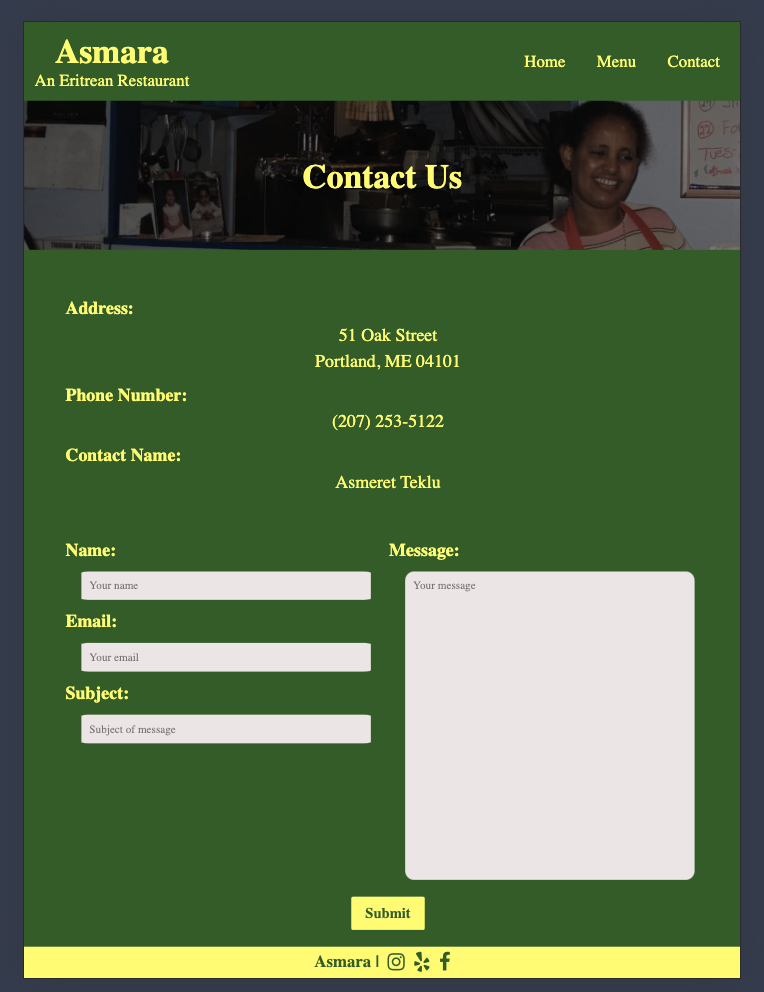 Asmara
An Eritrean Restaurant
Home Menu Contact
Contact Us
Address:
51 Oak Street
Portland, ME 04101
Phone Number:
(207) 253-5122
Contact Name:
Asmeret Teklu
Name:
Your name
Email:
Your email
Subject:
Subject of message
Message:
Your message
Submit
Asmara |